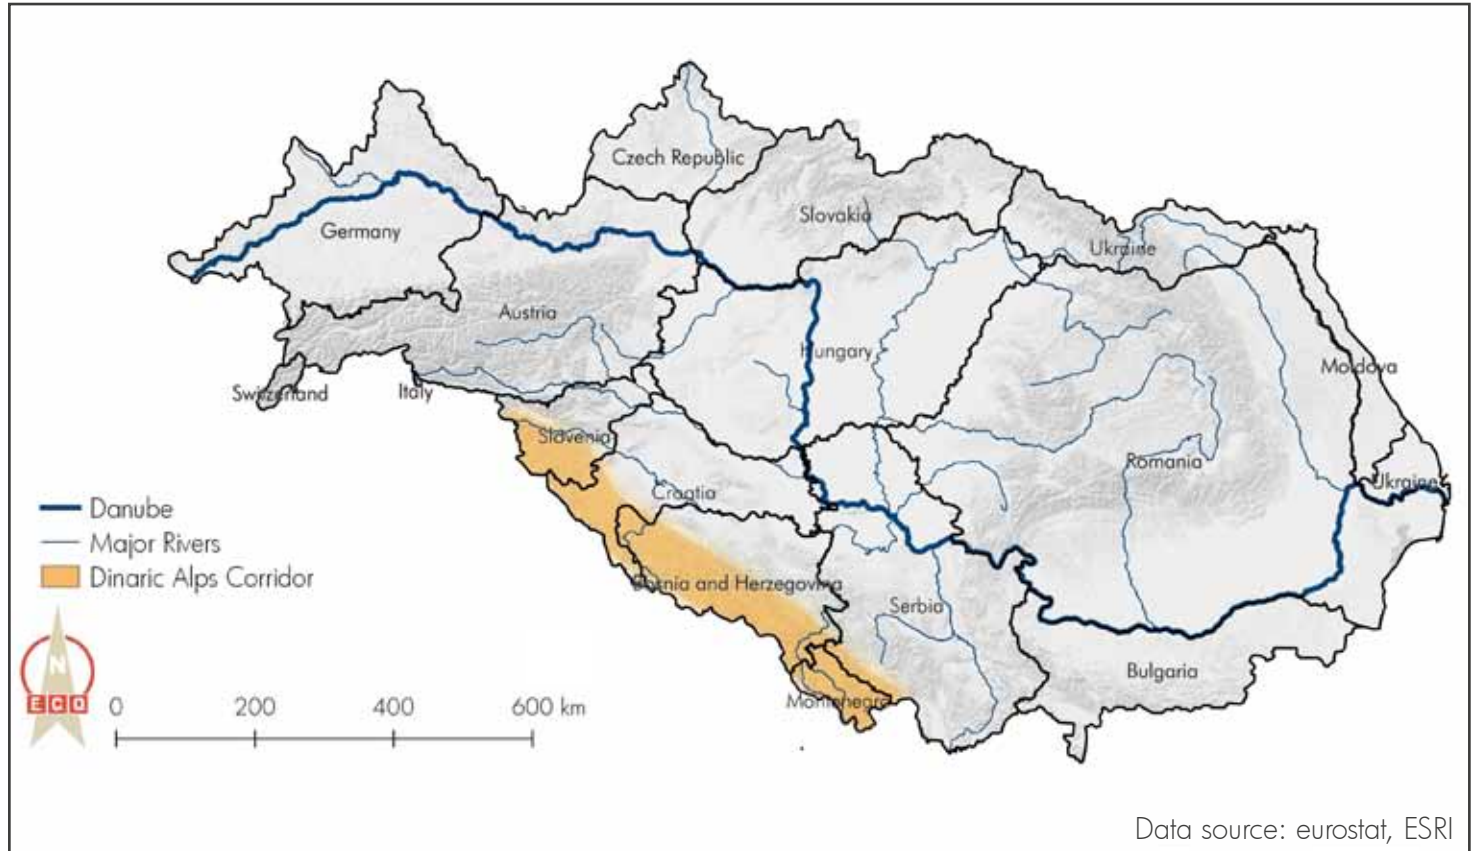 Czech Republic
Slovakia
Germany
Ukraine
Austria
Hungary
Moldova
Switzerland
Italy
Slovenia
Romania
Ukraine
Croatia
Danube
Major Rivers
Dinaric Alps Corridor
Bosnia and Herzegovina
Serbia
Bulgaria
Montenegro
N
ECO
0 200 400 600 km
Data source: eurostat, ESRI